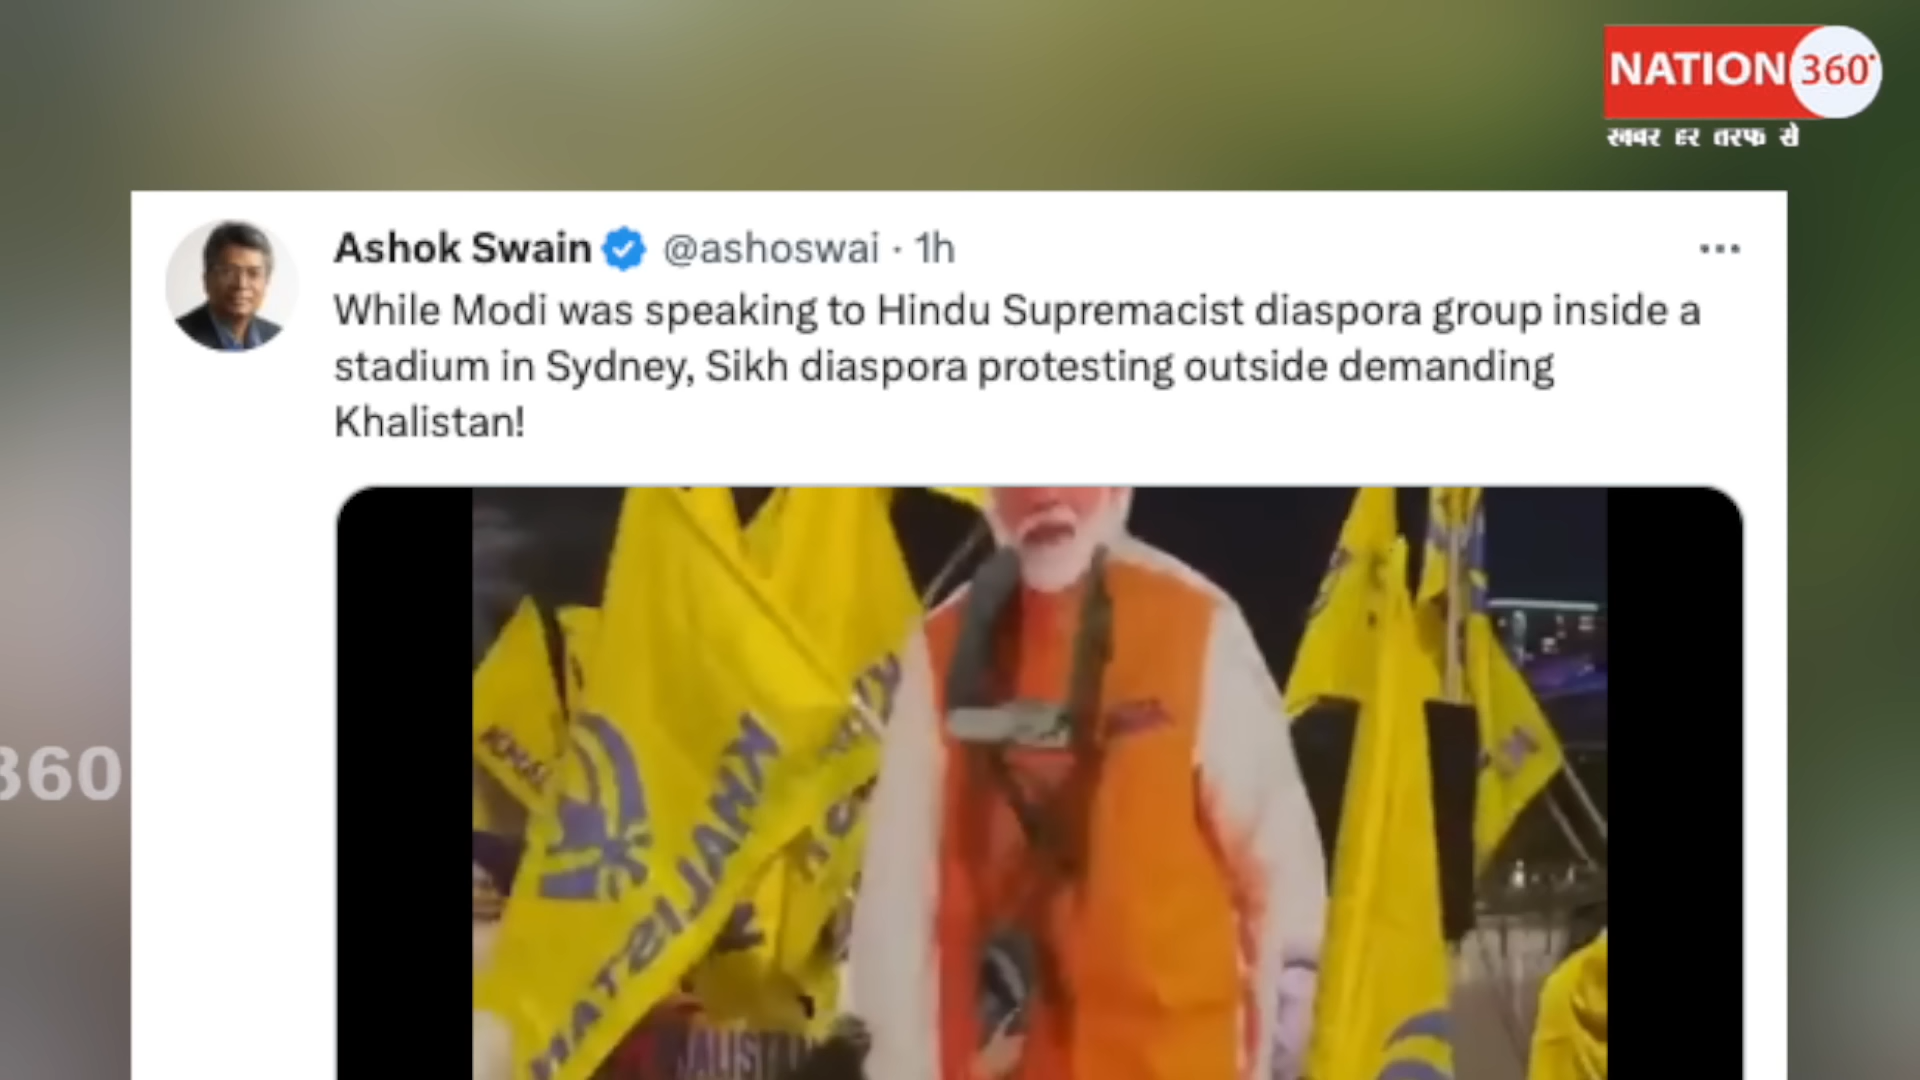 NATION 360°
खबर हर तरफ से
Ashok Swain @ashoswai · 1h
While Modi was speaking to Hindu Supremacist diaspora group inside a
stadium in Sydney, Sikh diaspora protesting outside demanding
Khalistan!
360
KHALISTAN